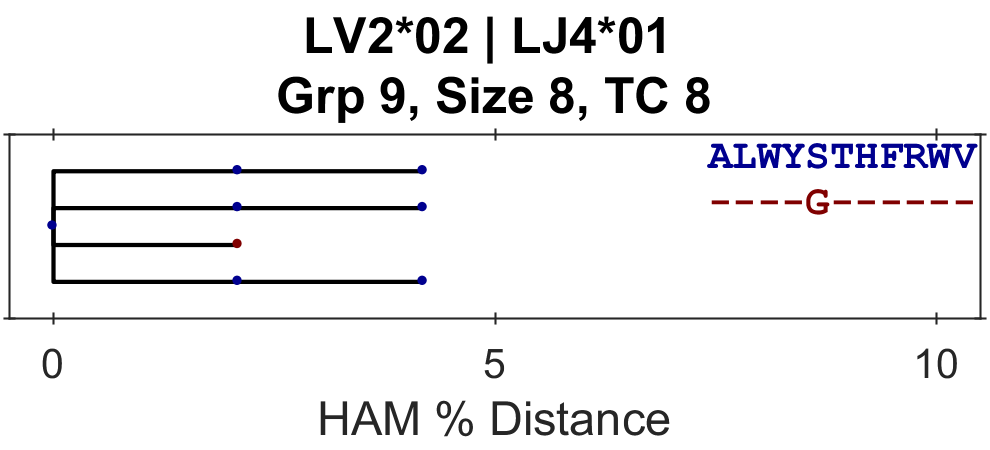 LV2*02 | LJ4*01
Grp 9, Size 8, TC 8
ALWYSTHFRWV
-----G------
0 5 10
HAM % Distance